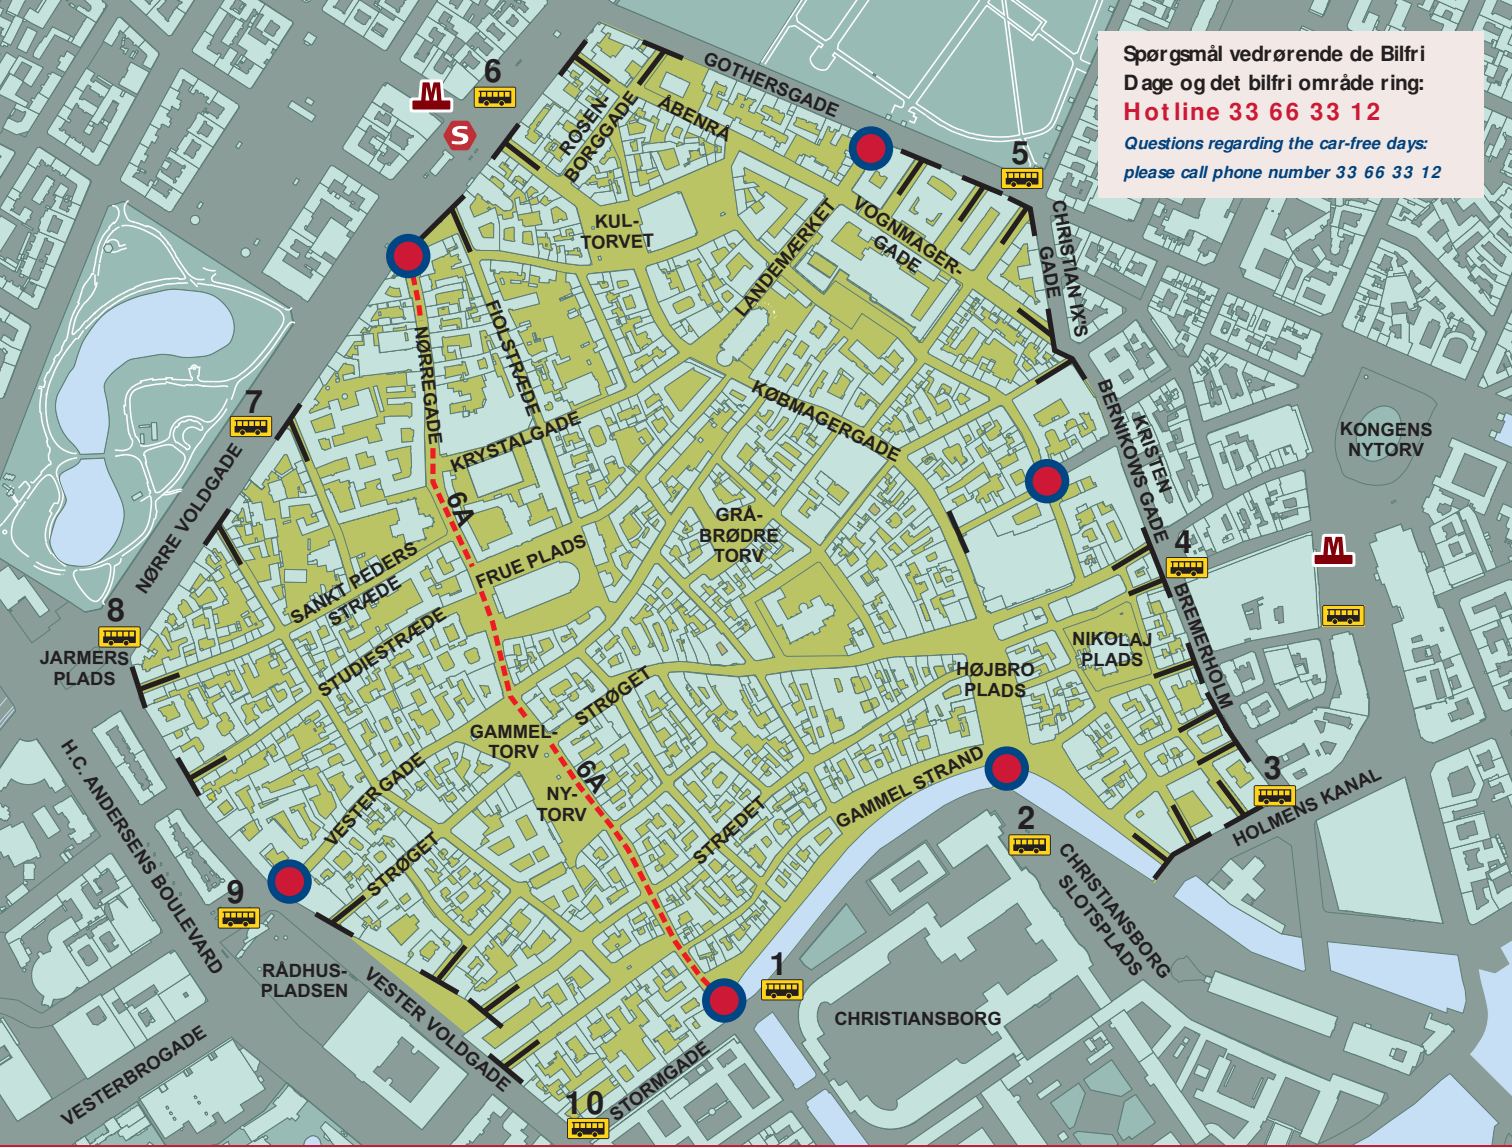 Spørgsmål vedrørende de Bilfri
Dage og det bilfri område ring:
Hotline 33 66 33 12
Questions regarding the car-free days:
please call phone number 33 66 33 12
GOTHERSGADE
6
M
S
ROSEN-
BORGGADE
ÅBENRÅ
5
KUL-
TORVET
LANDEMÆRKET
VOGNMAGER-
GADE
CHRISTIAN IX'S
GADE
FIOLSTRÆDE
NØRREGADE
7
KRYSTALGADE
KØBMAGERGADE
BERNIKOWS GADE
KRISTEN
KONGENS
NYTORV
NØRRE VOLDGADE
6A
GRÅ-
BRØDRE
TORV
4
M
FRUE PLADS
SANKT PEDERS
STRÆDE
STUDIESTRÆDE
8
JARMERS
PLADS
BREMERHOLM
NIKOLAJ
PLADS
HØJBRO
PLADS
STRØGET
GAMMEL-
TORV
6A
NY-
TORV
H.C. ANDERSENS BOULEVARD
VESTERGADE
STRØGET
STRÆDET
GAMMEL STRAND
3
HOLMENS KANAL
2
CHRISTIANSBORG
SLOTSPLADS
9
RÅDHUS-
PLADSEN
VESTER VOLDGADE
1
CHRISTIANSBORG
VESTERBROGADE
STORMGADE
10